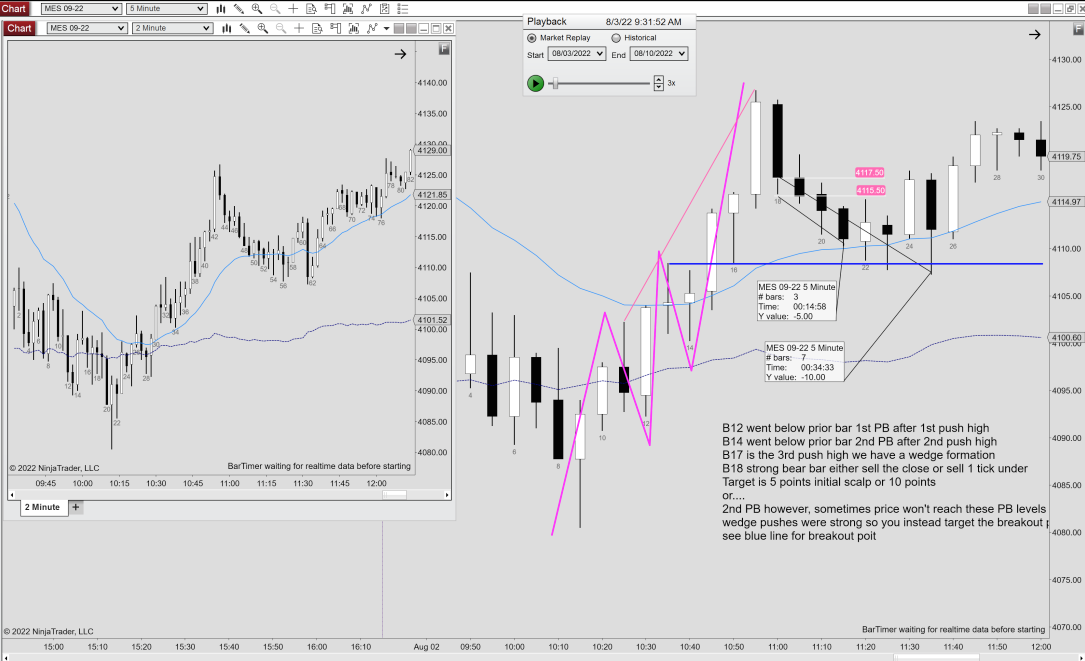 Chart MES 09-22 5 Minute
Chart MES 09-22 2 Minute
F
F
Playback 8/3/22 9:31:52 AM
Market Replay Historical
Start 08/03/2022 End 08/10/2022
3x
4140.00
4135.00
4130.00
4129.00
4121.85
4120.00
4115.00
4110.00
4105.00
4101.52
4100.00
4095.00
4090.00
4085.00
4080.00
2 6 8 10 12 14 16 18 20 22 24 28 30 34 36 38 40 42 44 46 50 52 54 56 58 62 64 66 68 70 72 74 76 78 80 82
© 2022 NinjaTrader, LLC
BarTimer waiting for realtime data before starting
09:45 10:00 10:15 10:30 10:45 11:00 11:15 11:30 11:45 12:00
2 Minute +
4130.00
4125.00
4119.75
4114.97
4110.00
4105.00
4100.60
4095.00
4090.00
4085.00
4080.00
4075.00
4070.00
4117.50
4115.50
4 6 8 10 12 14 16 18 20 22 24 26 28 30
MES 09-22 5 Minute
# bars: 3
Time: 00:14:58
Y value: -5.00
MES 09-22 5 Minute
# bars: 7
Time: 00:34:33
Y value: -10.00
B12 went below prior bar 1st PB after 1st push high
B14 went below prior bar 2nd PB after 2nd push high
B17 is the 3rd push high we have a wedge formation
B18 strong bear bar either sell the close or sell 1 tick under
Target is 5 points initial scalp or 10 points
or....
2nd PB however, sometimes price won't reach these PB levels
wedge pushes were strong so you instead target the breakout p
see blue line for breakout poit
© 2022 NinjaTrader, LLC
BarTimer waiting for realtime data before starting
15:00 15:10 15:20 15:30 15:40 15:50 16:00 16:10 Aug 02 09:50 10:00 10:10 10:20 10:30 10:40 10:50 11:00 11:10 11:20 11:30 11:40 11:50 12:00